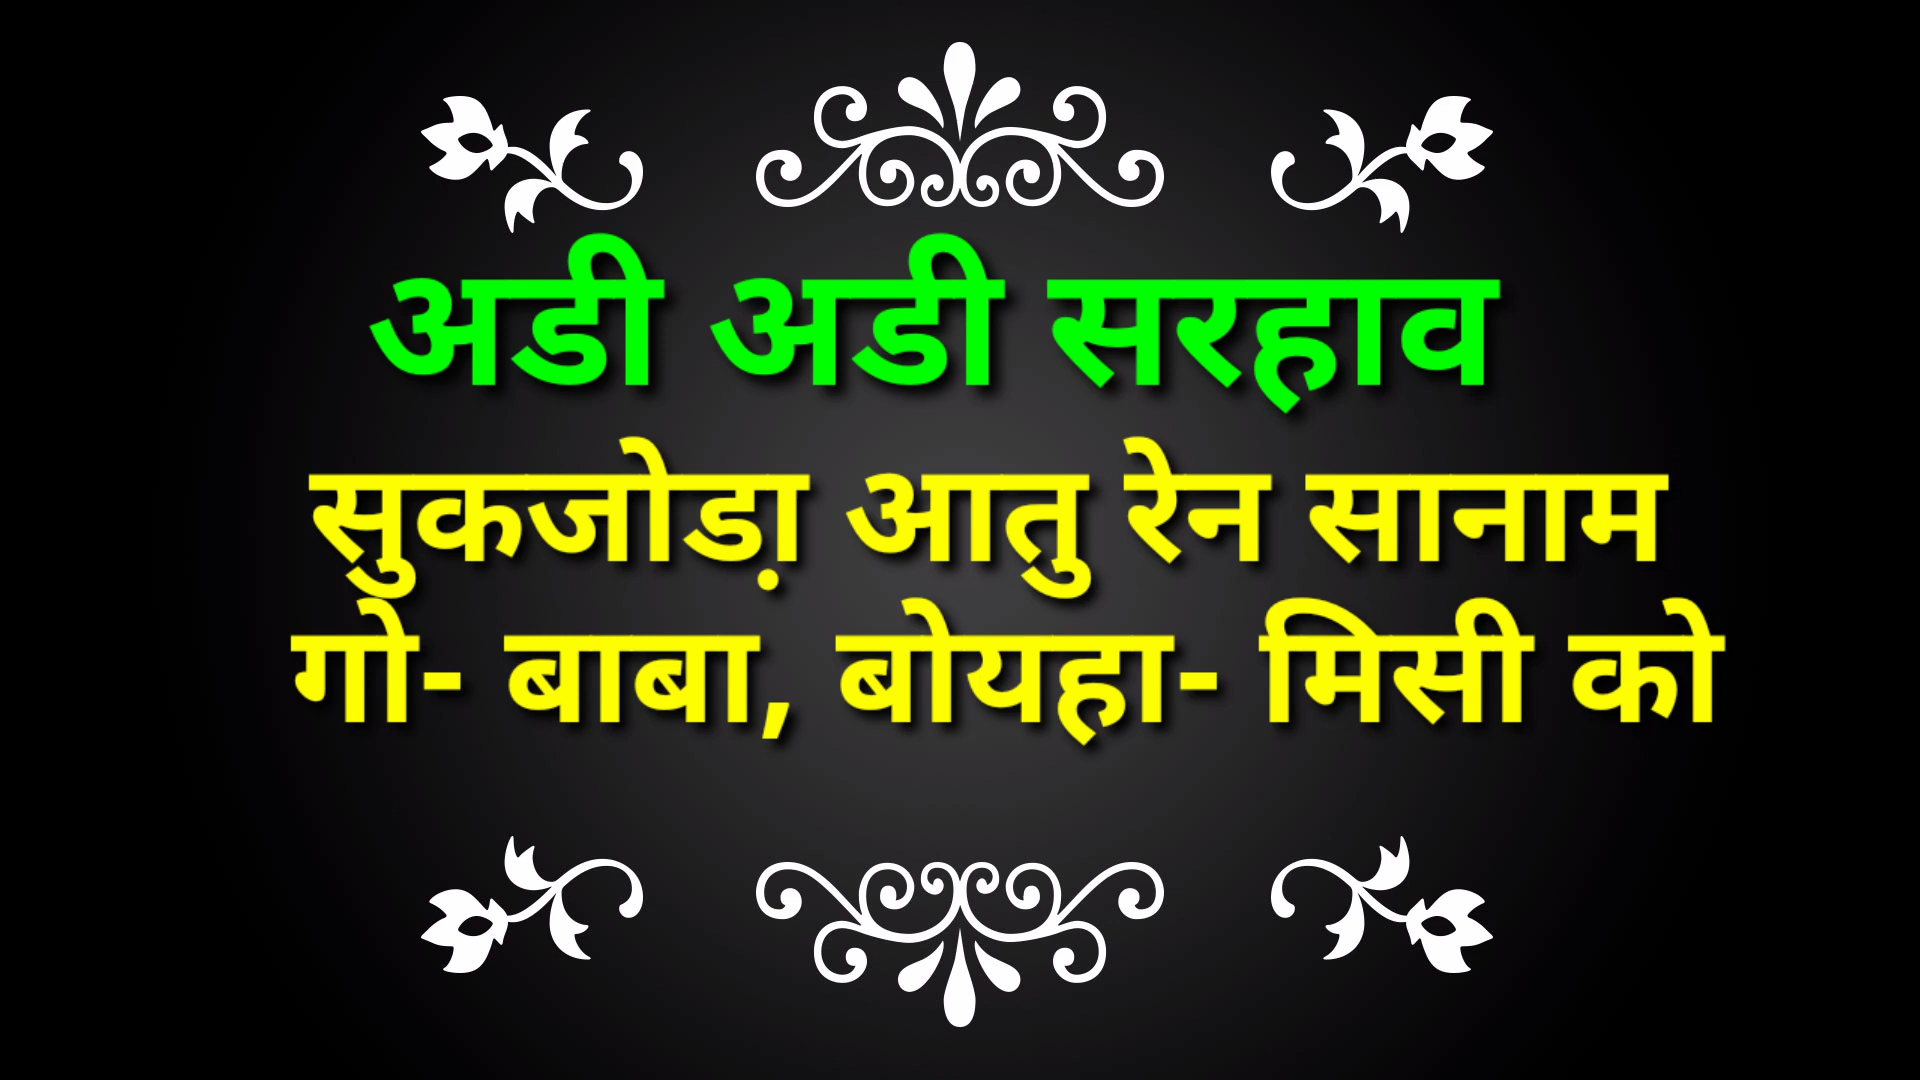 अडी अडी सरहाव
सुकजोडा़ आतु रेन सानाम
गो- बाबा, बोयहा- मिसी को